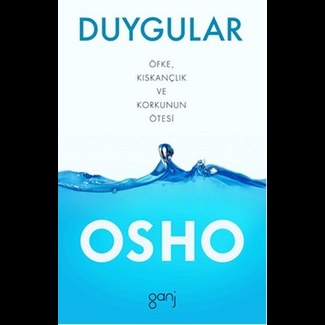 DUYGULAR
ÖFKE,
KISKANÇLIK
VE
KORKUNUN
ÖTESİ
OSHO
ganj